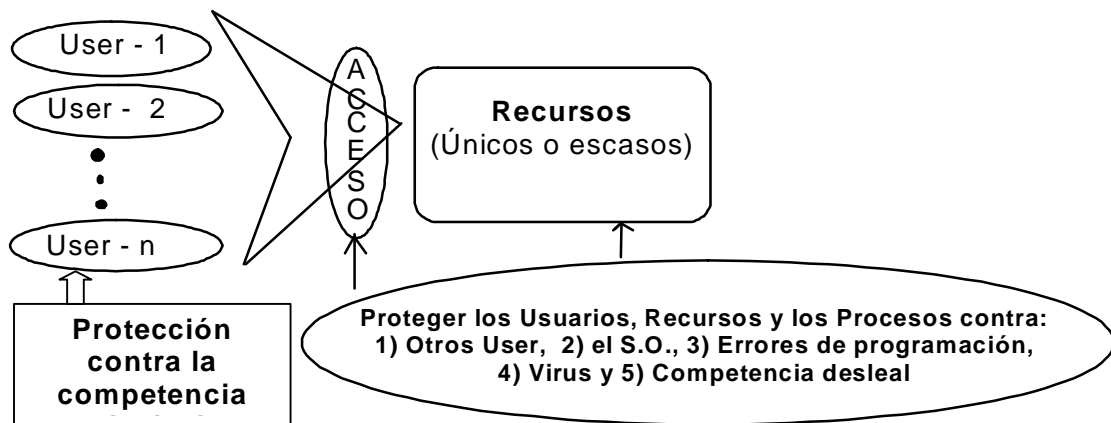 User - 1
User - 2
User - n
A
C
C
E
S
O
Recursos
(Únicos o escasos)
Protección
contra la
competencia
Proteger los Usuarios, Recursos y los Procesos contra:
1) Otros User, 2) el S.O., 3) Errores de programación,
4) Virus y 5) Competencia desleal